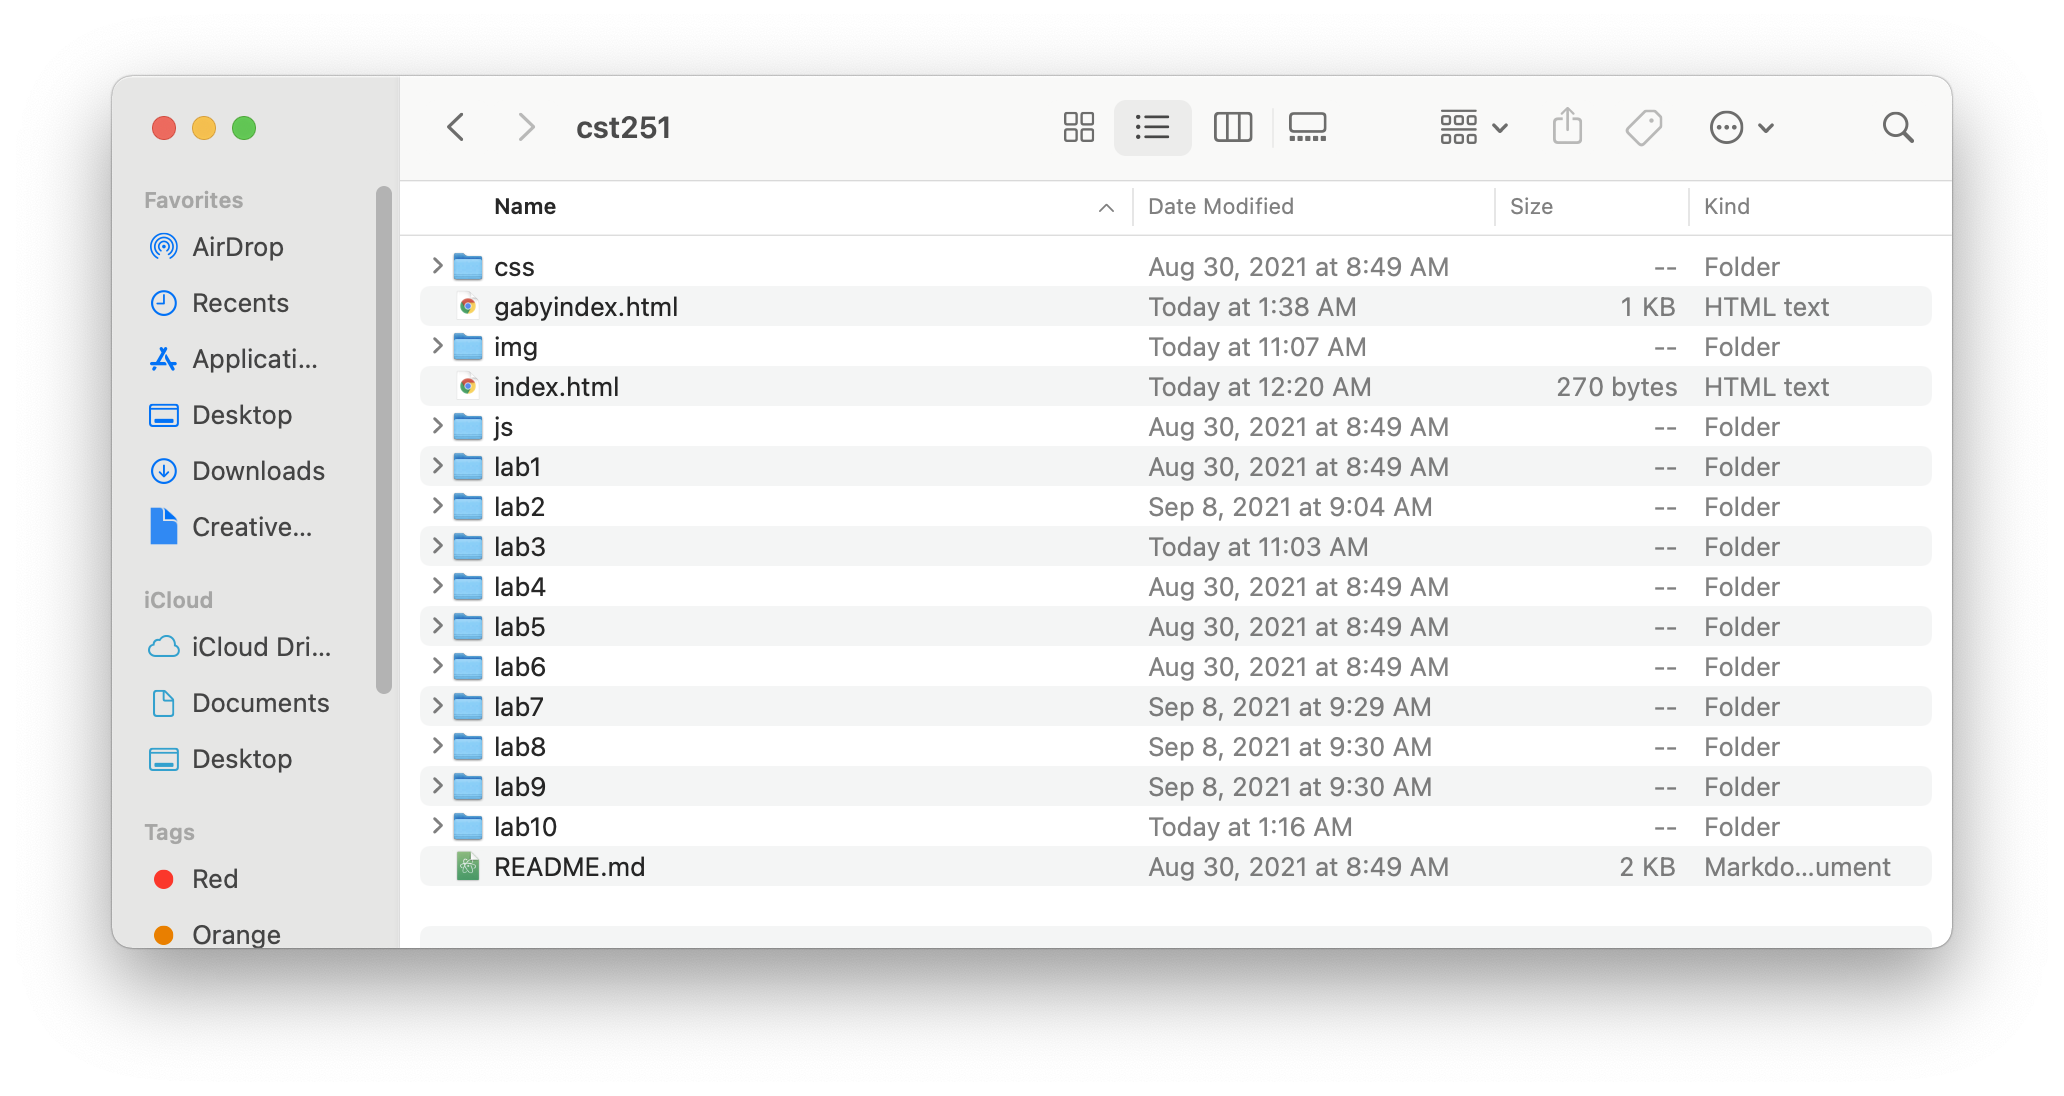 cst251
Favorites
AirDrop
Recents
Applicati...
Desktop
Downloads
Creative...
iCloud
iCloud Dri...
Documents
Desktop
Tags
Red
Orange
Name Date Modified Size Kind
css Aug 30, 2021 at 8:49 AM -- Folder
gabyindex.html Today at 1:38 AM 1 KB HTML text
img Today at 11:07 AM -- Folder
index.html Today at 12:20 AM 270 bytes HTML text
js Aug 30, 2021 at 8:49 AM -- Folder
lab1 Aug 30, 2021 at 8:49 AM -- Folder
lab2 Sep 8, 2021 at 9:04 AM -- Folder
lab3 Today at 11:03 AM -- Folder
lab4 Aug 30, 2021 at 8:49 AM -- Folder
lab5 Aug 30, 2021 at 8:49 AM -- Folder
lab6 Aug 30, 2021 at 8:49 AM -- Folder
lab7 Sep 8, 2021 at 9:29 AM -- Folder
lab8 Sep 8, 2021 at 9:30 AM -- Folder
lab9 Sep 8, 2021 at 9:30 AM -- Folder
lab10 Today at 1:16 AM -- Folder
README.md Aug 30, 2021 at 8:49 AM 2 KB Markdo...ument